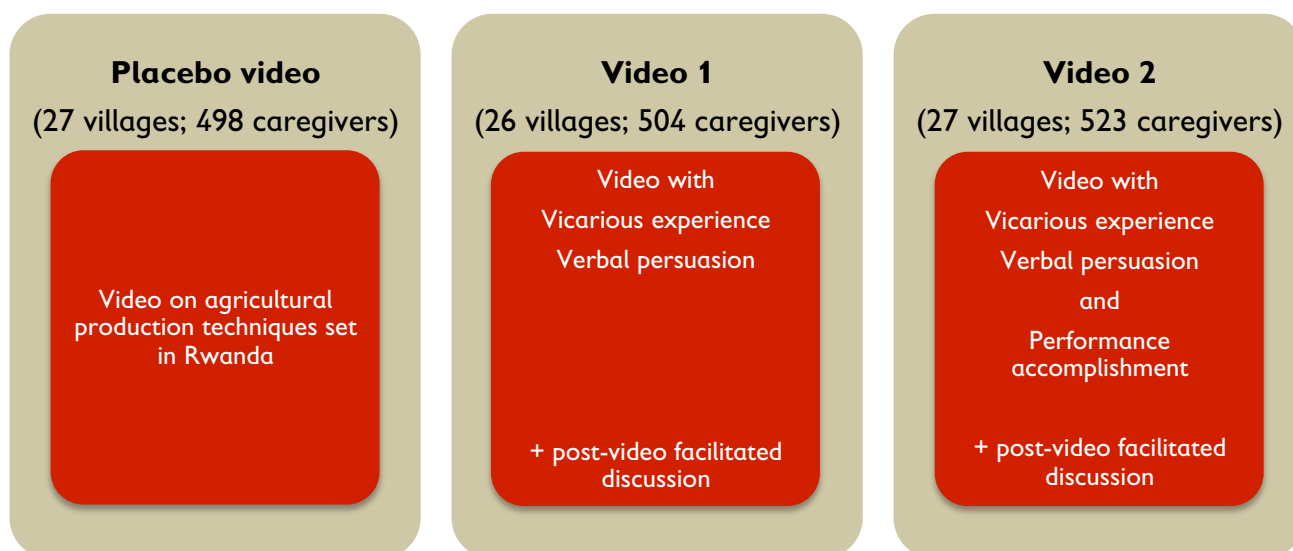 Placebo video
(27 villages; 498 caregivers)
Video on agricultural
production techniques set
in Rwanda
Video 1
(26 villages; 504 caregivers)
Video with
Vicarious experience
Verbal persuasion
+ post-video facilitated
discussion
Video 2
(27 villages; 523 caregivers)
Video with
Vicarious experience
Verbal persuasion
and
Performance
accomplishment
+ post-video facilitated
discussion